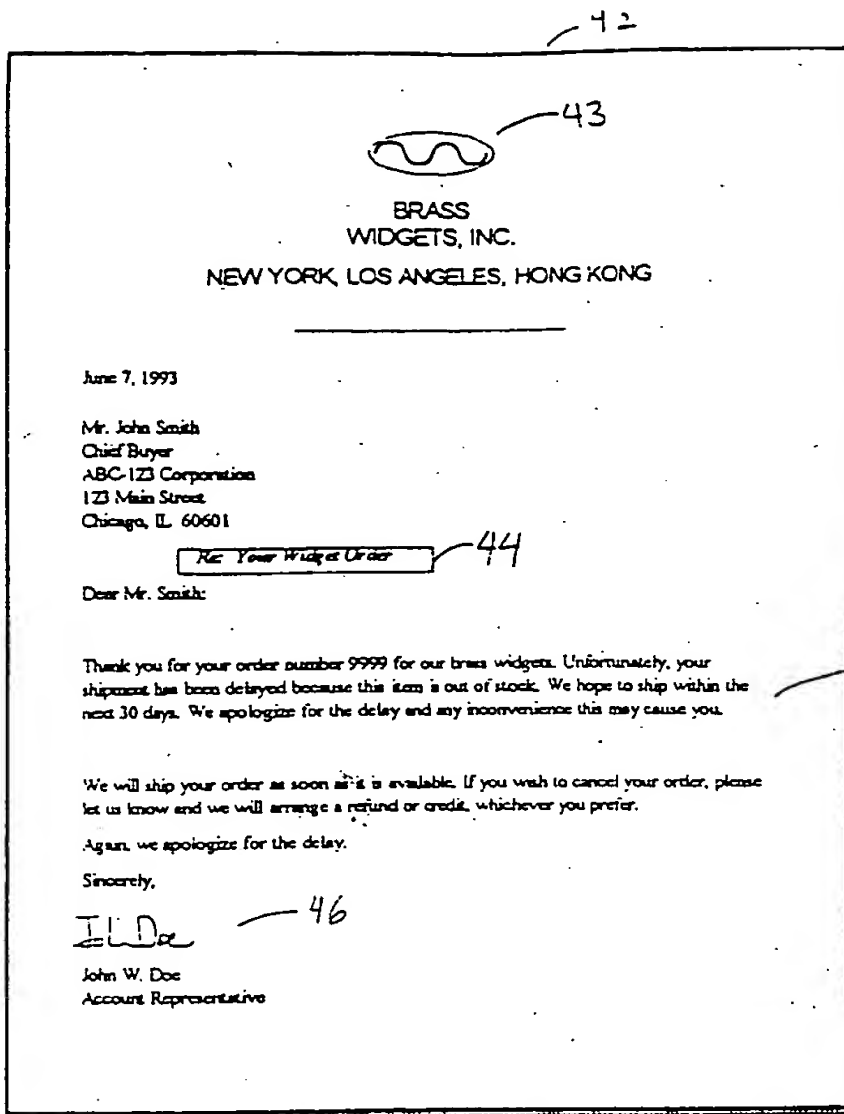 42
43
BRASS
WIDGETS, INC.
NEW YORK, LOS ANGELES, HONG KONG
June 7, 1993
Mr. John Smith
Chief Buyer
ABC-123 Corporation
123 Main Street
Chicago, IL 60601
Re: Your Widget Order
44
Dear Mr. Smith:
Thank you for your order number 9999 for our brass widgets. Unfortunately, your
shipment has been delayed because this item is out of stock. We hope to ship within the
next 30 days. We apologize for the delay and any inconvenience this may cause you.
We will ship your order as soon as it is available. If you wish to cancel your order, please
let us know and we will arrange a refund or credit, whichever you prefer.
Again, we apologize for the delay.
Sincerely,
46
John W. Doe
Account Representative